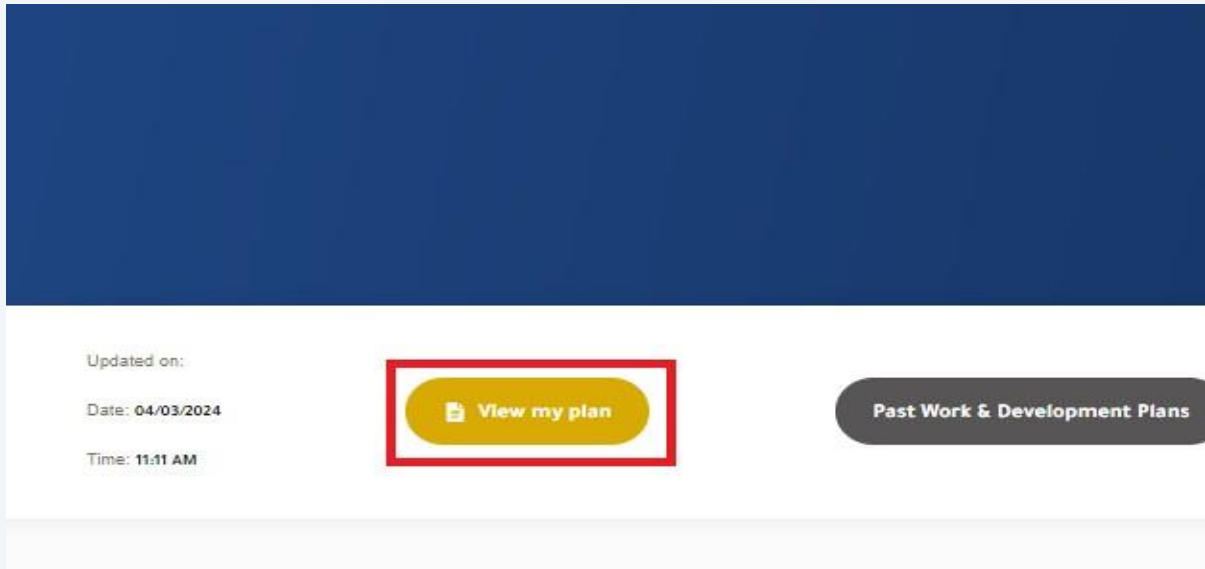 Updated on:
Date: 04/03/2024
Time: 11:11 AM
View my plan
Past Work & Development Plans